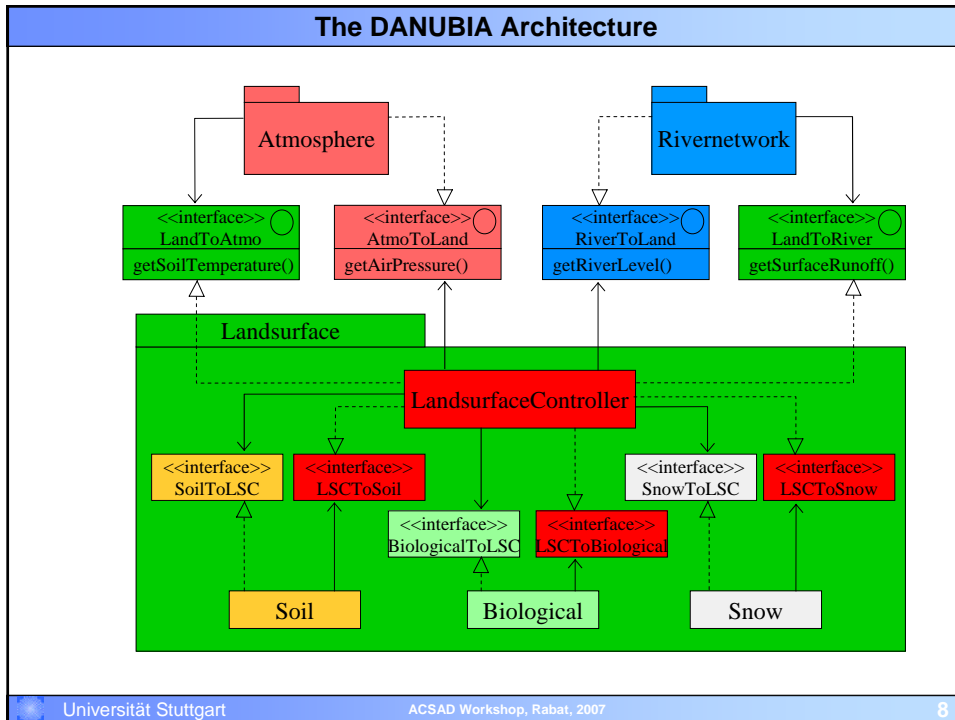 The DANUBIA Architecture
Atmosphere
Rivernetwork
<<interface>>
LandToAtmo
getSoilTemperature()
<<interface>>
AtmoToLand
getAirPressure()
<<interface>>
RiverToLand
getRiverLevel()
<<interface>>
LandToRiver
getSurfaceRunoff()
Landsurface
LandsurfaceController
<<interface>>
SoilToLSC
<<interface>>
LSCToSoil
<<interface>>
SnowToLSC
<<interface>>
LSCToSnow
<<interface>>
BiologicalToLSC
<<interface>>
LSCToBiological
Soil
Biological
Snow
Universität Stuttgart
ACSAD Workshop, Rabat, 2007
8